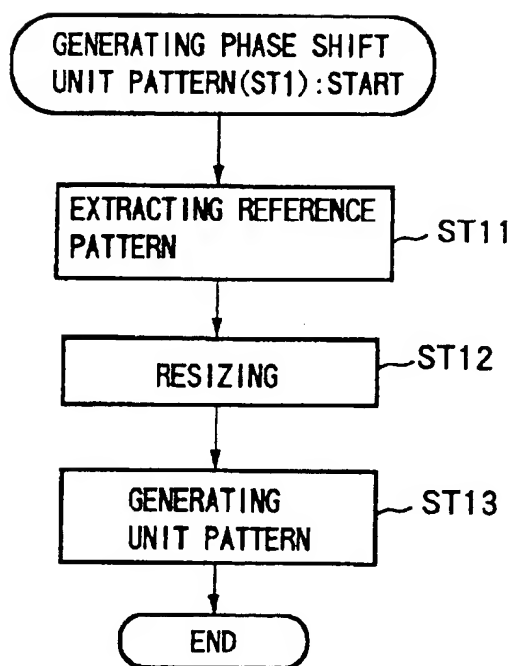 GENERATING PHASE SHIFT
UNIT PATTERN(ST1):START
EXTRACTING REFERENCE
PATTERN
ST11
RESIZING
ST12
GENERATING
UNIT PATTERN
ST13
END